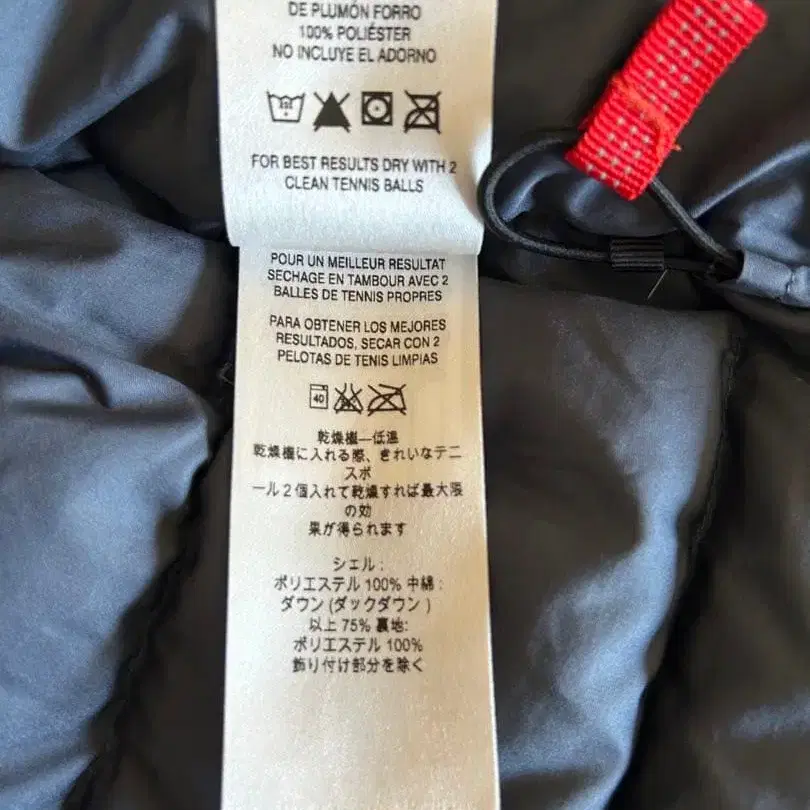 DE PLUMÓN FORRO
100% POLIÉSTER
NO INCLUYE EL ADORNO
FOR BEST RESULTS DRY WITH 2
CLEAN TENNIS BALLS
POUR UN MEILLEUR RESULTAT
SECHAGE EN TAMBOUR AVEC 2
BALLES DE TENNIS PROPRES
PARA OBTENER LOS MEJORES
RESULTADOS, SECAR CON 2
PELOTAS DE TENIS LIMPIAS
40
乾燥機—低温
乾燥機に入れる際、きれいなテニ
スボ
ール2個入れて乾燥すれば最大限
の効
果が得られます
シェル :
ポリエステル 100% 中綿 :
ダウン (ダックダウン )
以上 75% 裏地:
ポリエステル 100%
飾り付け部分を除く